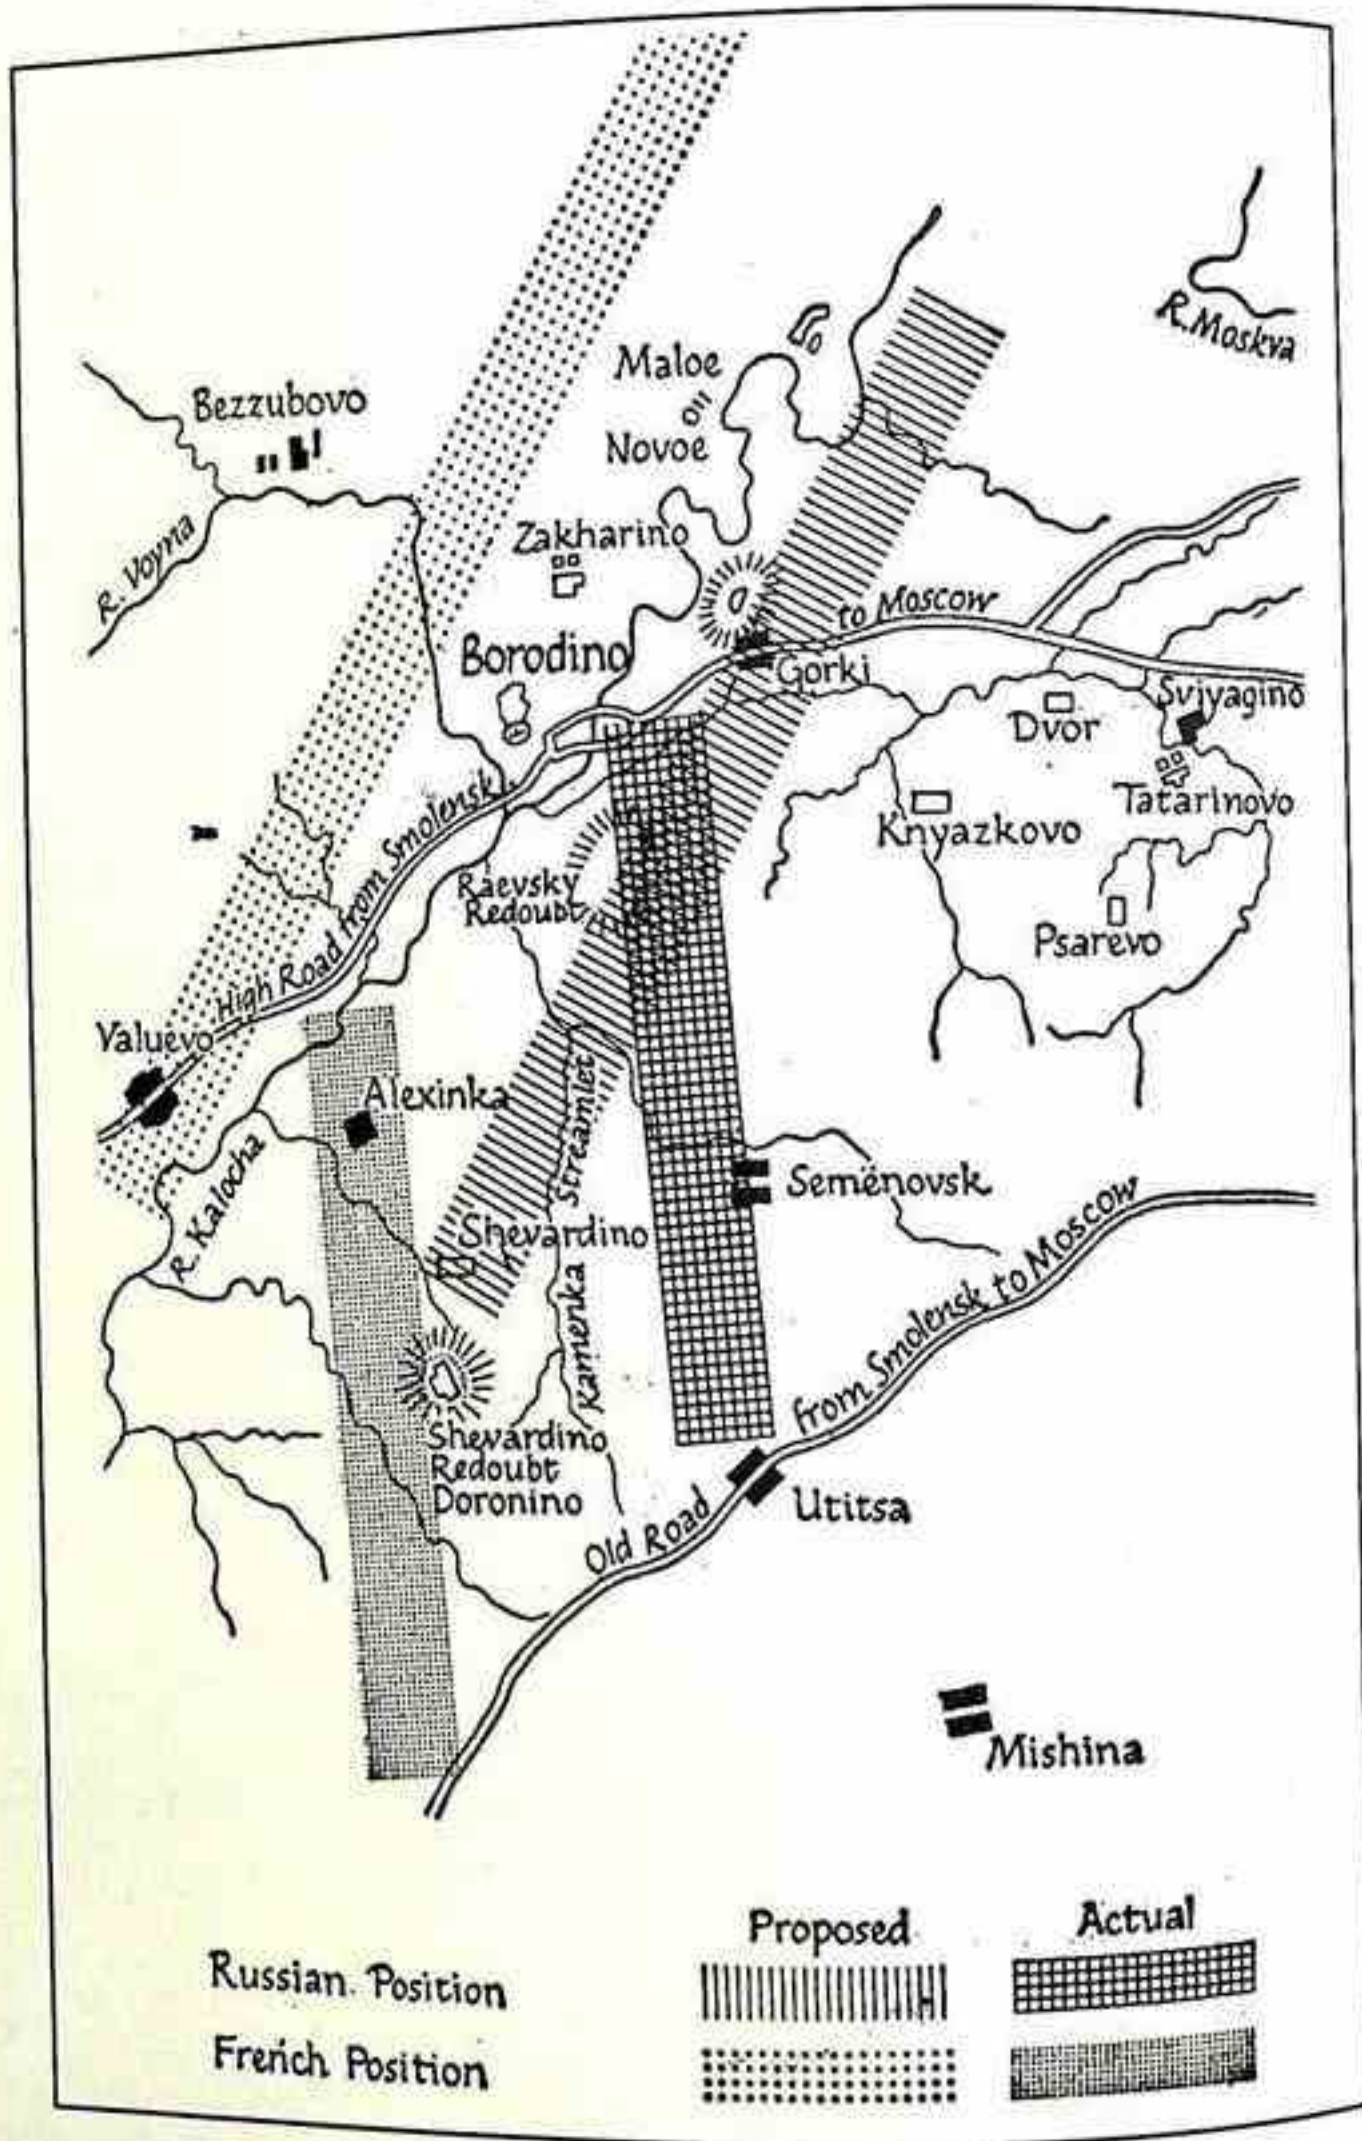 R. Moskva
Maloe
Bezzubovo
Novoe
Zakharino
R. Voyna
to Moscow
Borodino
Gorki
Sviyagino
Dvor
Tatarinovo
Knyazkovo
High Road from Smolensk
Raevsky
Redoubt
Psarevo
Valuevo
Alexinka
Streamlet
Kamenka
Semënovsk
R. Kalocha
Shevardino
Old Road from Smolensk to Moscow
Shevardino
Redoubt
Doronino
Utitsa
Mishina
Proposed Actual
Russian Position
French Position